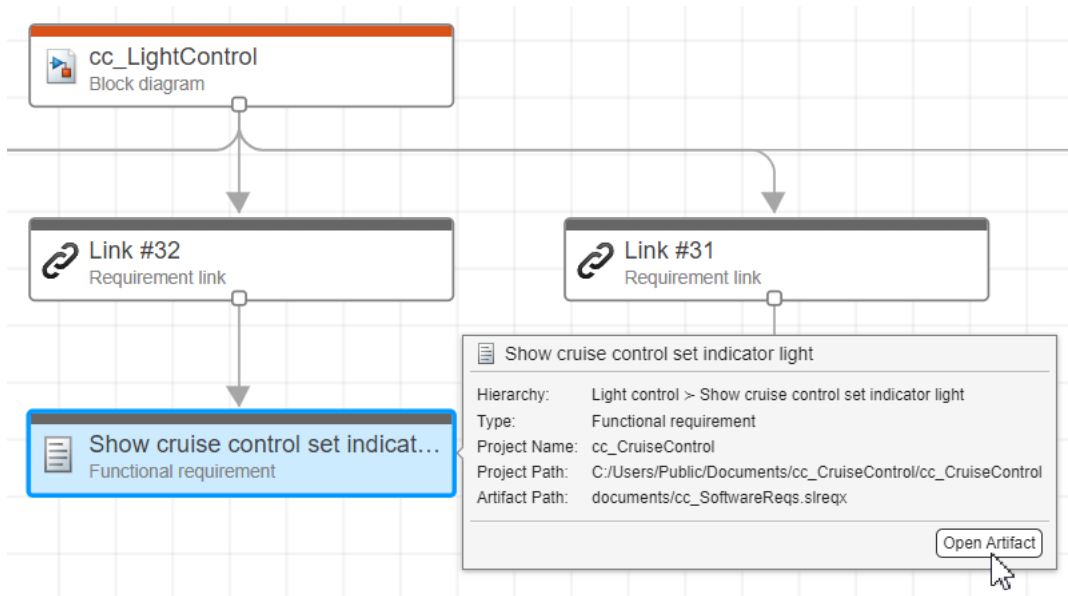 cc_LightControl
Block diagram
Link #32
Requirement link
Link #31
Requirement link
Show cruise control set indicat...
Functional requirement
Show cruise control set indicator light
Hierarchy: Light control > Show cruise control set indicator light
Type: Functional requirement
Project Name: cc_CruiseControl
Project Path: C:/Users/Public/Documents/cc_CruiseControl/cc_CruiseControl
Artifact Path: documents/cc_SoftwareReqs.slreqx
Open Artifact